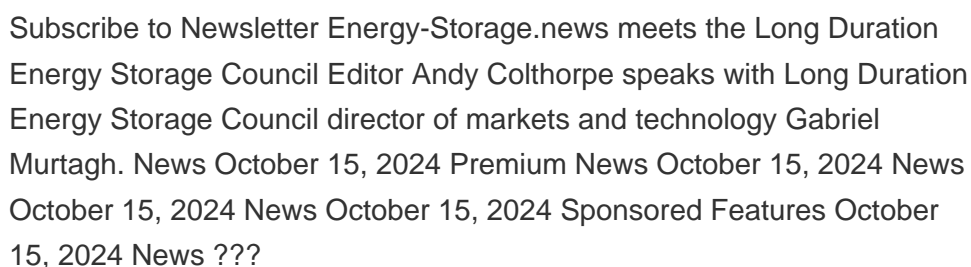 Subscribe to Newsletter Energy-Storage.news meets the Long Duration
Energy Storage Council Editor Andy Colthorpe speaks with Long Duration
Energy Storage Council director of markets and technology Gabriel
Murtagh. News October 15, 2024 Premium News October 15, 2024 News
October 15, 2024 News October 15, 2024 Sponsored Features October
15, 2024 News ???